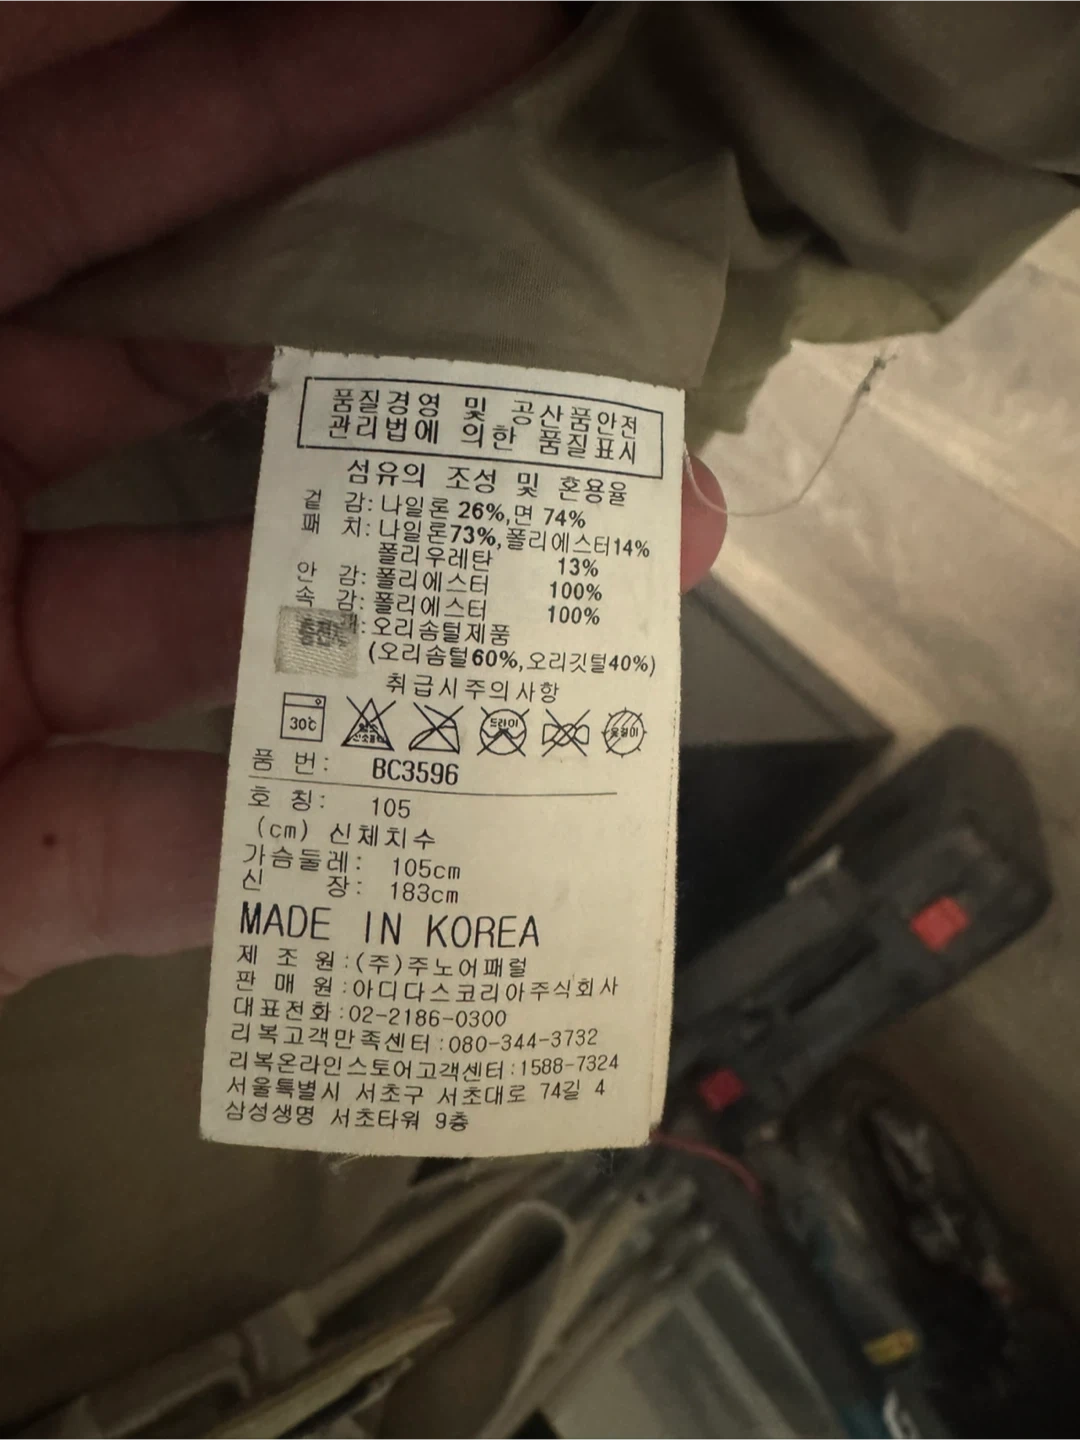 품질경영 및 공산품안전
관리법에 의한 품질표시
섬유의 조성 및 혼용율
겉 감: 나일론 26%, 면 74%
패 치: 나일론73%, 폴리에스터14%
폴리우레탄 13%
안 감: 폴리에스터 100%
속 감: 폴리에스터 100%
충전재: 오리솜털제품
(오리솜털60%, 오리깃털40%)
취급시주의사항
30℃ 드라이 옷걸이
품 번: BC3596
호 칭: 105
(cm) 신체치수
가슴둘레: 105cm
신 장: 183cm
MADE IN KOREA
제 조 원:(주)주노어패럴
판 매 원:아디다스코리아주식회사
대표전화:02-2186-0300
리복고객만족센터:080-344-3732
리복온라인스토어고객센터:1588-7324
서울특별시 서초구 서초대로 74길 4
삼성생명 서초타워 9층